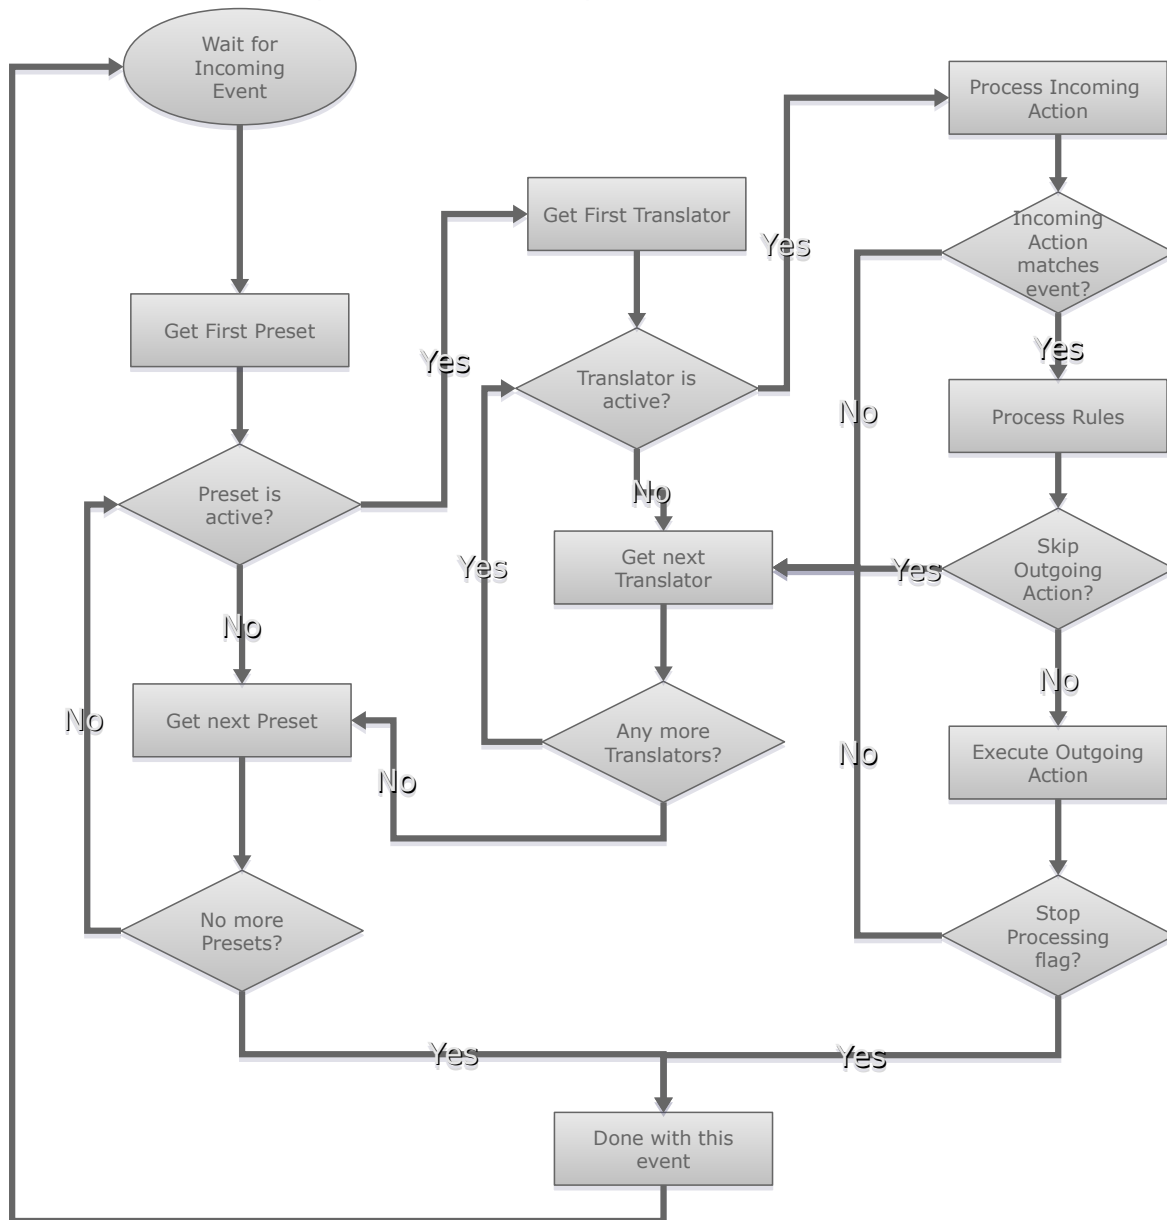 Wait for
Incoming
Event
Process Incoming
Action
Get First Translator
Yes
Incoming
Action
matches
event?
Get First Preset
Yes
Yes
Translator is
active?
No
Process Rules
Preset is
active?
No
Get next
Translator
Yes
Yes
Skip
Outgoing
Action?
No
No
Get next Preset
No
Any more
Translators?
No
No
Execute Outgoing
Action
No more
Presets?
Stop
Processing
flag?
Yes
Yes
Done with this
event